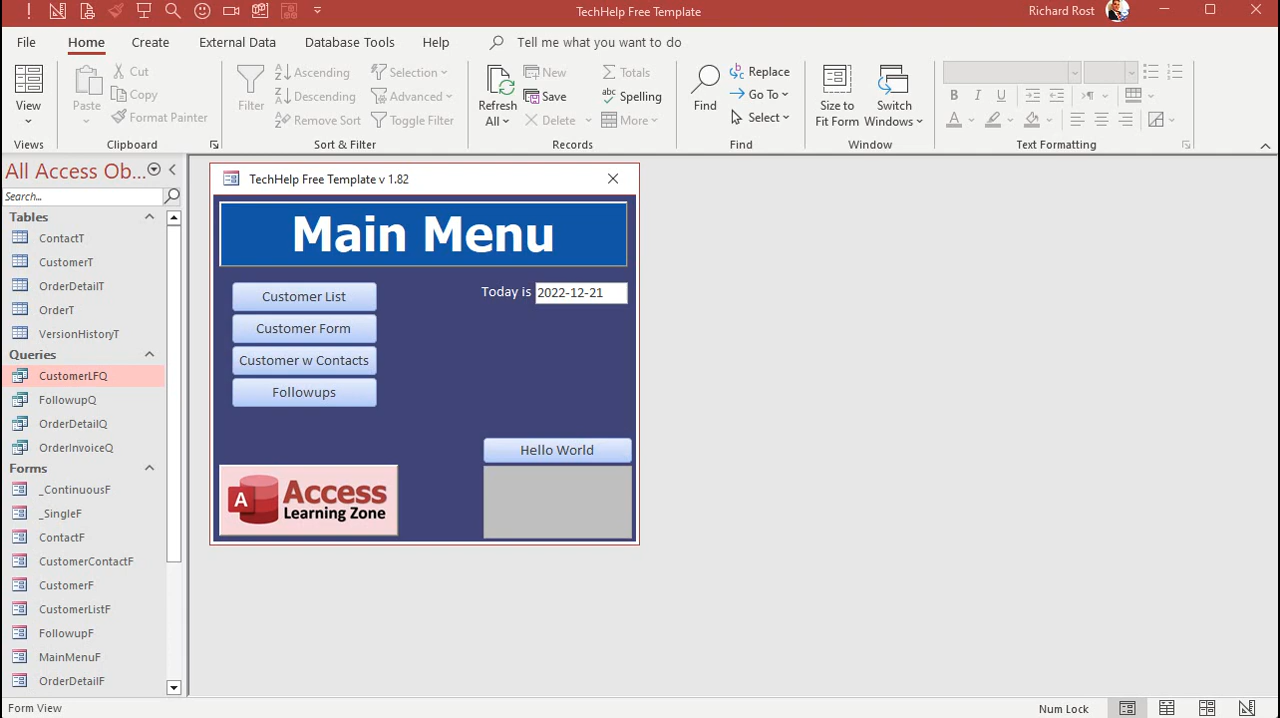 TechHelp Free Template
Richard Rost
File Home Create External Data Database Tools Help Tell me what you want to do
View
Views
Paste
Cut
Copy
Format Painter
Clipboard
Filter
Ascending
Descending
Remove Sort
Selection
Advanced
Toggle Filter
Sort & Filter
Refresh
All
New
Save
Delete
Totals
Spelling
More
Records
Find
Replace
Go To
Select
Find
Size to
Fit Form
Switch
Windows
Window
B I U
A
Text Formatting
All Access Ob...
Search...
Tables
ContactT
CustomerT
OrderDetailT
OrderT
VersionHistoryT
Queries
CustomerLFQ
FollowupQ
OrderDetailQ
OrderInvoiceQ
Forms
_ContinuousF
_SingleF
ContactF
CustomerContactF
CustomerF
CustomerListF
FollowupF
MainMenuF
OrderDetailF
TechHelp Free Template v 1.82
Main Menu
Customer List
Customer Form
Customer w Contacts
Followups
Today is 2022-12-21
Hello World
A Access
Learning Zone
Form View
Num Lock